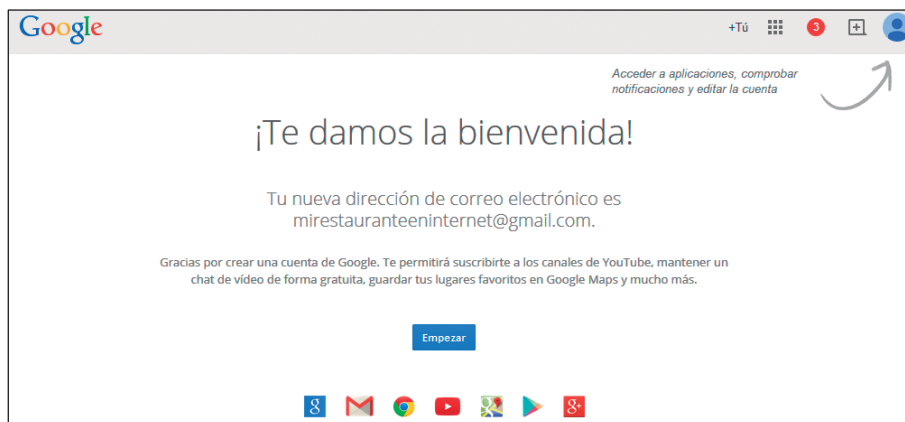 Google
+Tú
3
Acceder a aplicaciones, comprobar
notificaciones y editar la cuenta
¡Te damos la bienvenida!
Tu nueva dirección de correo electrónico es
mirestauranteeninternet@gmail.com.
Gracias por crear una cuenta de Google. Te permitirá suscribirte a los canales de YouTube, mantener un
chat de vídeo de forma gratuita, guardar tus lugares favoritos en Google Maps y mucho más.
Empezar